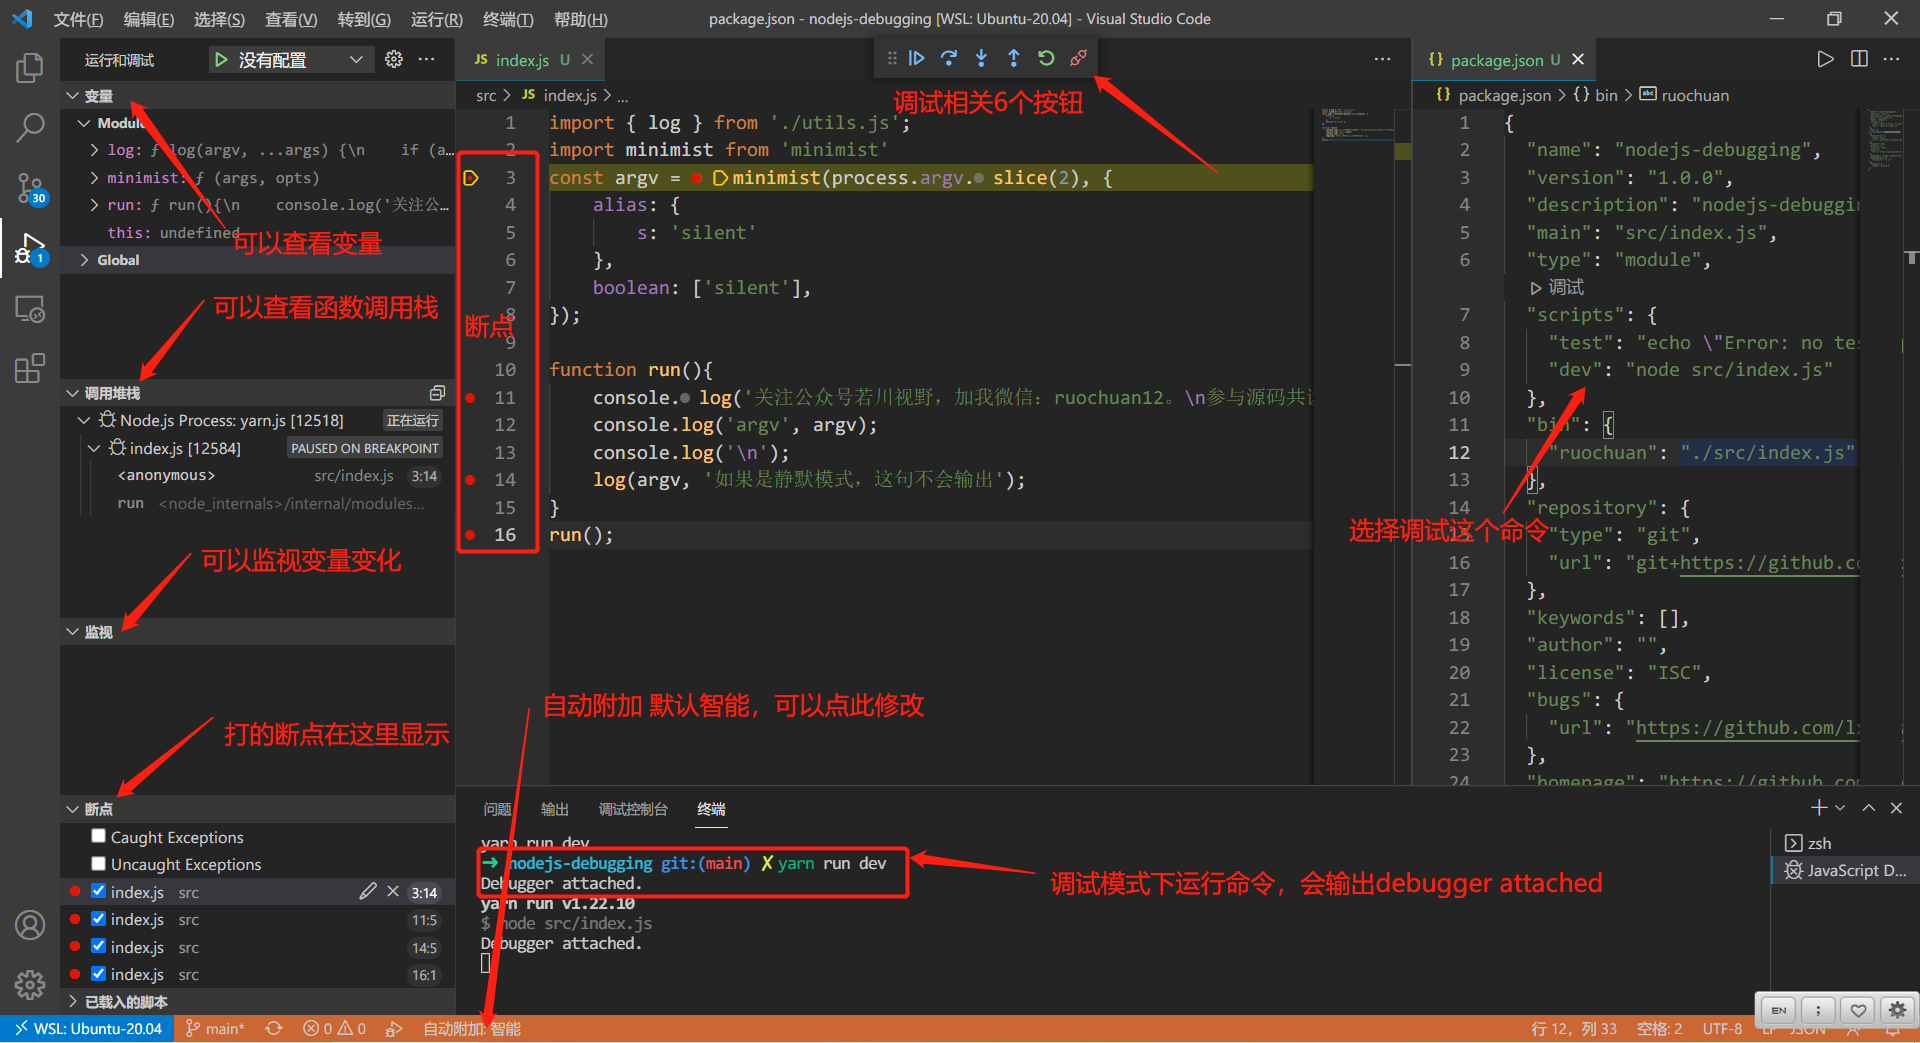 文件(F) 编辑(E) 选择(S) 查看(V) 转到(G) 运行(R) 终端(T) 帮助(H)
package.json - nodejs-debugging [WSL: Ubuntu-20.04] - Visual Studio Code
运行和调试
没有配置
变量
Module
log: ƒ log(argv, ...args) {\n    if (a...
minimist: ƒ (args, opts)
run: ƒ run(){\n    console.log('关注公...
this: undefined
Global
可以查看变量
可以查看函数调用栈
调用堆栈
Node.js Process: yarn.js [12518] 正在运行
index.js [12584] PAUSED ON BREAKPOINT
<anonymous> src/index.js 3:14
run <node_internals>/internal/modules...
可以监视变量变化
监视
打的断点在这里显示
断点
Caught Exceptions
Uncaught Exceptions
index.js src 3:14
index.js src 11:5
index.js src 14:5
index.js src 16:1
已载入的脚本
30
1
JS index.js U
调试相关6个按钮
src > JS index.js > ...
1 import { log } from './utils.js';
2 import minimist from 'minimist'
3 const argv = minimist(process.argv. slice(2), {
4 alias: {
5 s: 'silent'
6 },
7 boolean: ['silent'],
8 });
断点
9
10 function run(){
11 console. log('关注公众号若川视野，加我微信：ruochuan12。\n参与源码共
12 console.log('argv', argv);
13 console.log('\n');
14 log(argv, '如果是静默模式，这句不会输出');
15 }
16 run();
{} package.json U
{} package.json > {} bin > abc ruochuan
1 {
2 "name": "nodejs-debugging",
3 "version": "1.0.0",
4 "description": "nodejs-debuggin
5 "main": "src/index.js",
6 "type": "module",
调试
7 "scripts": {
8 "test": "echo \"Error: no tes
9 "dev": "node src/index.js"
10 },
11 "bin": {
12 "ruochuan": "./src/index.js"
13 },
14 "repository": {
选择调试这个命令
15 "type": "git",
16 "url": "git+https://github.co
17 },
18 "keywords": [],
19 "author": "",
20 "license": "ISC",
21 "bugs": {
22 "url": "https://github.com/lx
23 },
24 "homepage": "https://github.com
自动附加 默认智能，可以点此修改
问题 输出 调试控制台 终端
yarn run dev
➜ nodejs-debugging git:(main) ✗ yarn run dev
Debugger attached.
yarn run v1.22.10
$ node src/index.js
Debugger attached.
调试模式下运行命令，会输出debugger attached
zsh
JavaScript D...
EN ;
WSL: Ubuntu-20.04 main* 0 0 自动附加: 智能
行 12，列 33 空格: 2 UTF-8 LF JSON